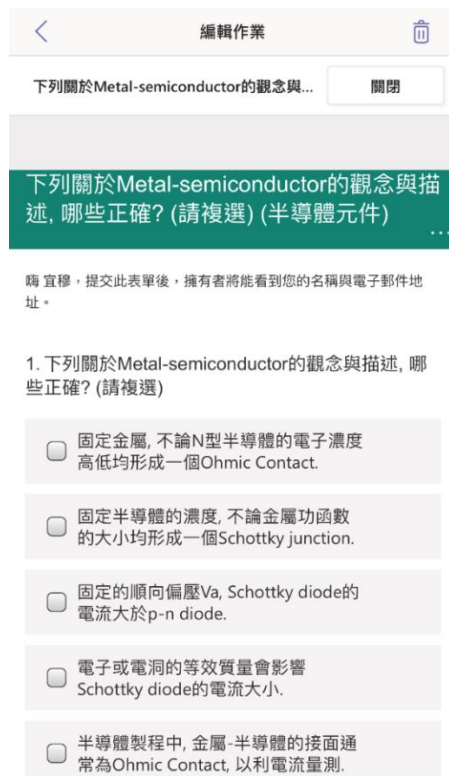 編輯作業
下列關於Metal-semiconductor的觀念與...
關閉
下列關於Metal-semiconductor的觀念與描
述, 哪些正確? (請複選) (半導體元件)
...
嗨 宜穆，提交此表單後，擁有者將能看到您的名稱與電子郵件地
址。
1. 下列關於Metal-semiconductor的觀念與描述, 哪
些正確? (請複選)
固定金屬, 不論N型半導體的電子濃度
高低均形成一個Ohmic Contact.
固定半導體的濃度, 不論金屬功函數
的大小均形成一個Schottky junction.
固定的順向偏壓Va, Schottky diode的
電流大於p-n diode.
電子或電洞的等效質量會影響
Schottky diode的電流大小.
半導體製程中, 金屬-半導體的接面通
常為Ohmic Contact, 以利電流量測.